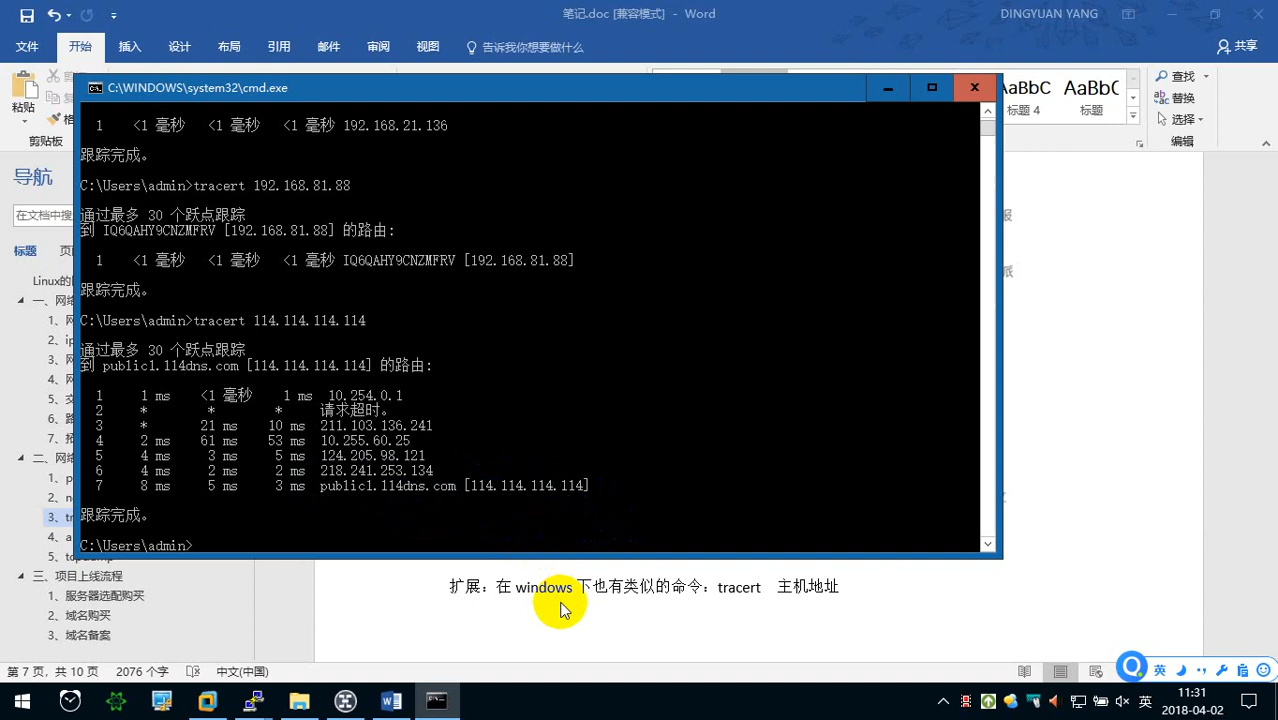 笔记.doc [兼容模式] - Word
DINGYUAN YANG
文件 开始 插入 设计 布局 引用 邮件 审阅 视图 告诉我你想要做什么 共享
粘贴
剪贴板
AaBbC AaBbC
标题 4 标题
查找
替换
选择
编辑
导航
在文档中搜
标题
Linux的
一、网络
二、网络
三、项目上线流程
1、服务器选配购买
2、域名购买
3、域名备案
C:\WINDOWS\system32\cmd.exe
1 <1 毫秒 <1 毫秒 <1 毫秒 192.168.21.136
跟踪完成。
C:\Users\admin>tracert 192.168.81.88
通过最多 30 个跃点跟踪
到 IQ6QAHY9CNZMFRV [192.168.81.88] 的路由:
1 <1 毫秒 <1 毫秒 <1 毫秒 IQ6QAHY9CNZMFRV [192.168.81.88]
跟踪完成。
C:\Users\admin>tracert 114.114.114.114
通过最多 30 个跃点跟踪
到 public1.114dns.com [114.114.114.114] 的路由:
1 1 ms <1 毫秒 1 ms 10.254.0.1
2 * * * 请求超时。
3 * 21 ms 10 ms 211.103.136.241
4 2 ms 61 ms 53 ms 10.255.60.25
5 4 ms 3 ms 5 ms 124.205.98.121
6 4 ms 2 ms 2 ms 218.241.253.134
7 8 ms 5 ms 3 ms public1.114dns.com [114.114.114.114]
跟踪完成。
C:\Users\admin>
扩展：在 windows 下也有类似的命令：tracert 主机地址
第 7 页，共 10 页 2076 个字 中文(中国)
英
英
11:31
2018-04-02